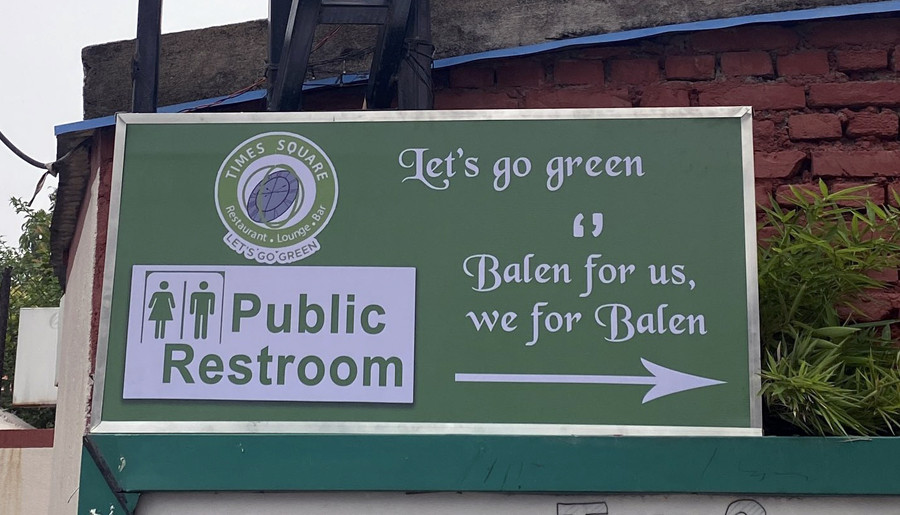 TIMES SQUARE
Restaurant • Lounge • Bar
LET'S GO GREEN
Let's go green
Public
Restroom
"
Balen for us,
we for Balen